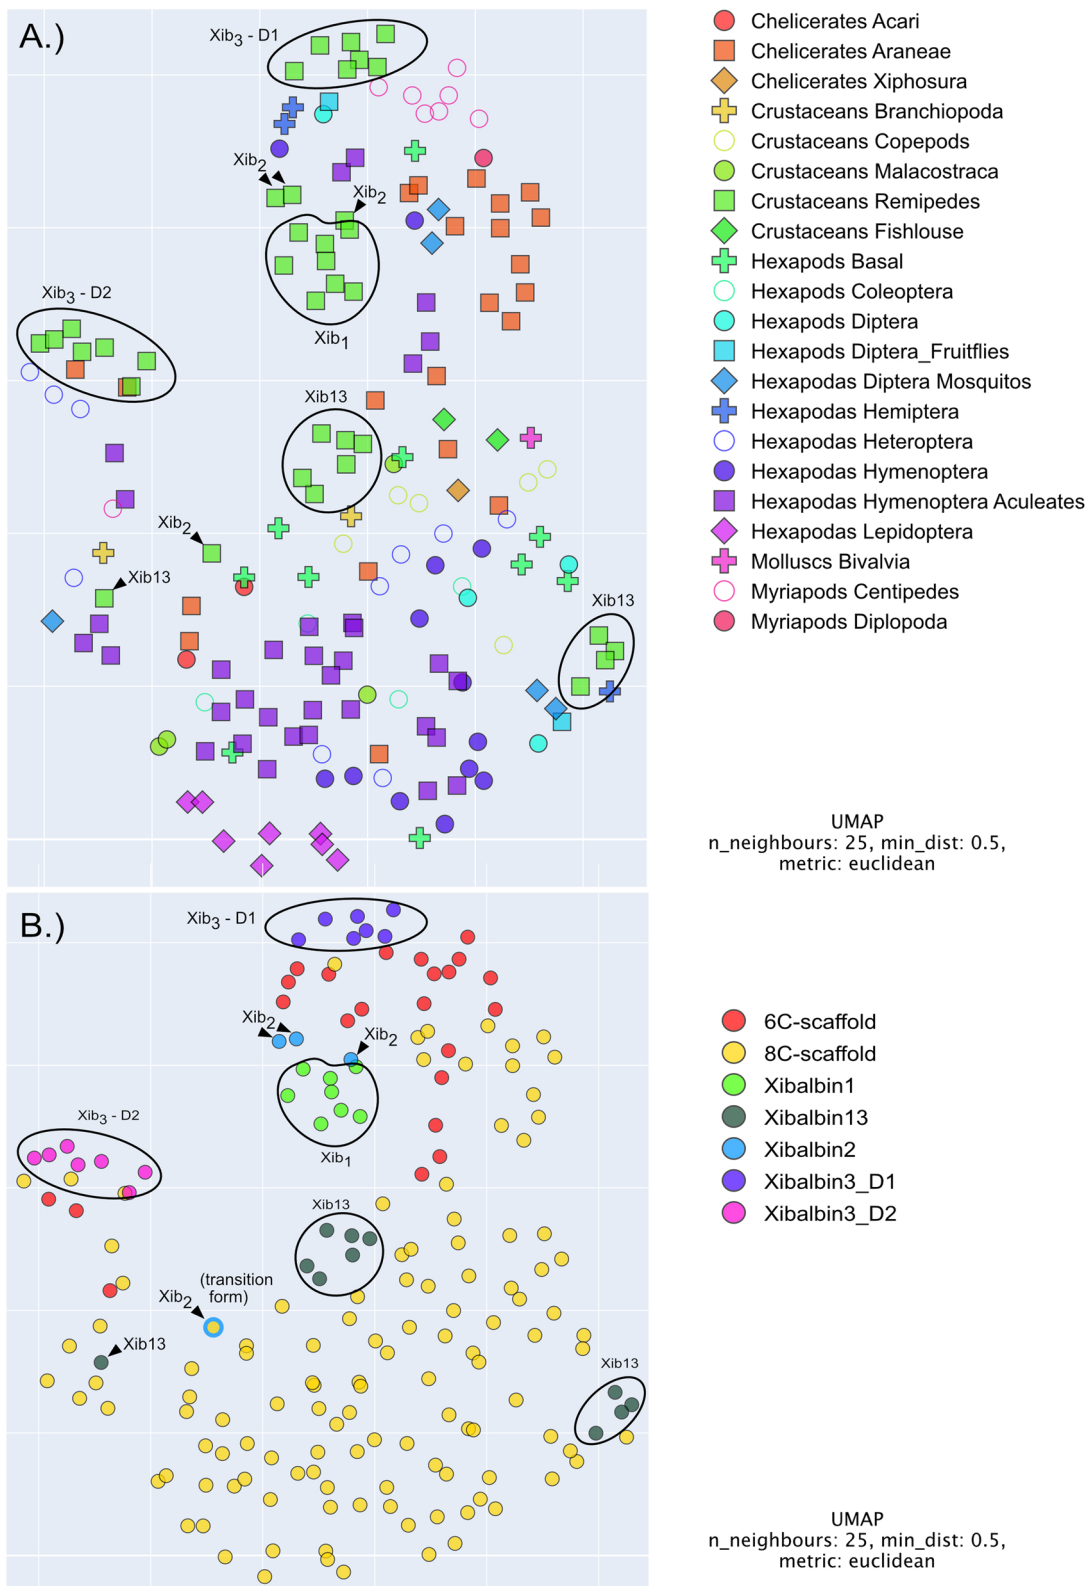 A.)
Xib3 - D1
Xib2
Xib2
Xib1
Xib3 - D2
Xib13
Xib2
Xib13
Xib13
Chelicerates Acari
Chelicerates Araneae
Chelicerates Xiphosura
Crustaceans Branchiopoda
Crustaceans Copepods
Crustaceans Malacostraca
Crustaceans Remipedes
Crustaceans Fishlouse
Hexapods Basal
Hexapods Coleoptera
Hexapods Diptera
Hexapods Diptera_Fruitflies
Hexapodas Diptera Mosquitos
Hexapodas Hemiptera
Hexapodas Heteroptera
Hexapodas Hymenoptera
Hexapodas Hymenoptera Aculeates
Hexapodas Lepidoptera
Molluscs Bivalvia
Myriapods Centipedes
Myriapods Diplopoda
UMAP
n_neighbours: 25, min_dist: 0.5,
metric: euclidean
B.)
Xib3 - D1
Xib2
Xib2
Xib1
Xib3 - D2
Xib13
(transition
form)
Xib2
Xib13
Xib13
6C-scaffold
8C-scaffold
Xibalbin1
Xibalbin13
Xibalbin2
Xibalbin3_D1
Xibalbin3_D2
UMAP
n_neighbours: 25, min_dist: 0.5,
metric: euclidean